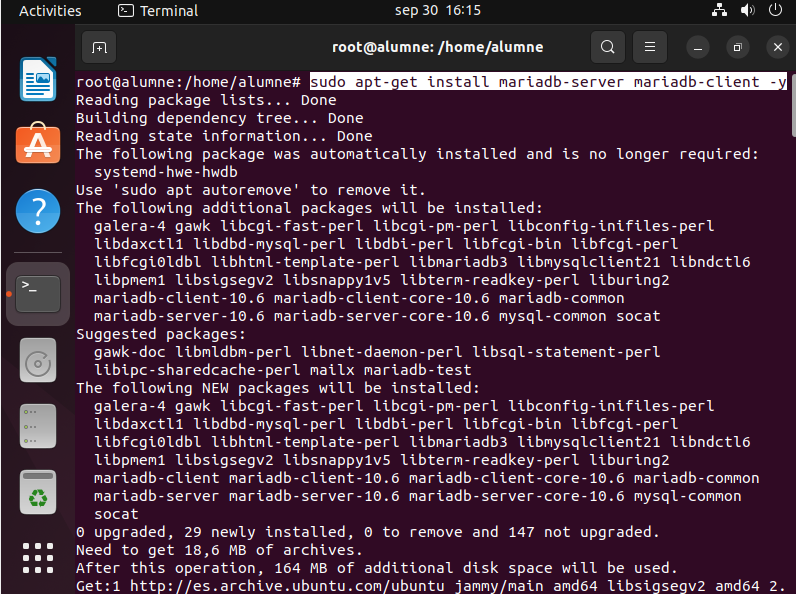 Activities
Terminal
sep 30 16:15
root@alumne: /home/alumne
root@alumne:/home/alumne# sudo apt-get install mariadb-server mariadb-client -y
Reading package lists... Done
Building dependency tree... Done
Reading state information... Done
The following package was automatically installed and is no longer required:
  systemd-hwe-hwdb
Use 'sudo apt autoremove' to remove it.
The following additional packages will be installed:
  galera-4 gawk libcgi-fast-perl libcgi-pm-perl libconfig-inifiles-perl
  libdaxctl1 libdbd-mysql-perl libdbi-perl libfcgi-bin libfcgi-perl
  libfcgi0ldbl libhtml-template-perl libmariadb3 libmysqlclient21 libndctl6
  libpmem1 libsigsegv2 libsnappy1v5 libterm-readkey-perl liburing2
  mariadb-client-10.6 mariadb-client-core-10.6 mariadb-common
  mariadb-server-10.6 mariadb-server-core-10.6 mysql-common socat
Suggested packages:
  gawk-doc libmldbm-perl libnet-daemon-perl libsql-statement-perl
  libipc-sharedcache-perl mailx mariadb-test
The following NEW packages will be installed:
  galera-4 gawk libcgi-fast-perl libcgi-pm-perl libconfig-inifiles-perl
  libdaxctl1 libdbd-mysql-perl libdbi-perl libfcgi-bin libfcgi-perl
  libfcgi0ldbl libhtml-template-perl libmariadb3 libmysqlclient21 libndctl6
  libpmem1 libsigsegv2 libsnappy1v5 libterm-readkey-perl liburing2
  mariadb-client mariadb-client-10.6 mariadb-client-core-10.6 mariadb-common
  mariadb-server mariadb-server-10.6 mariadb-server-core-10.6 mysql-common
  socat
0 upgraded, 29 newly installed, 0 to remove and 147 not upgraded.
Need to get 18,6 MB of archives.
After this operation, 164 MB of additional disk space will be used.
Get:1 http://es.archive.ubuntu.com/ubuntu jammy/main amd64 libsigsegv2 amd64 2.